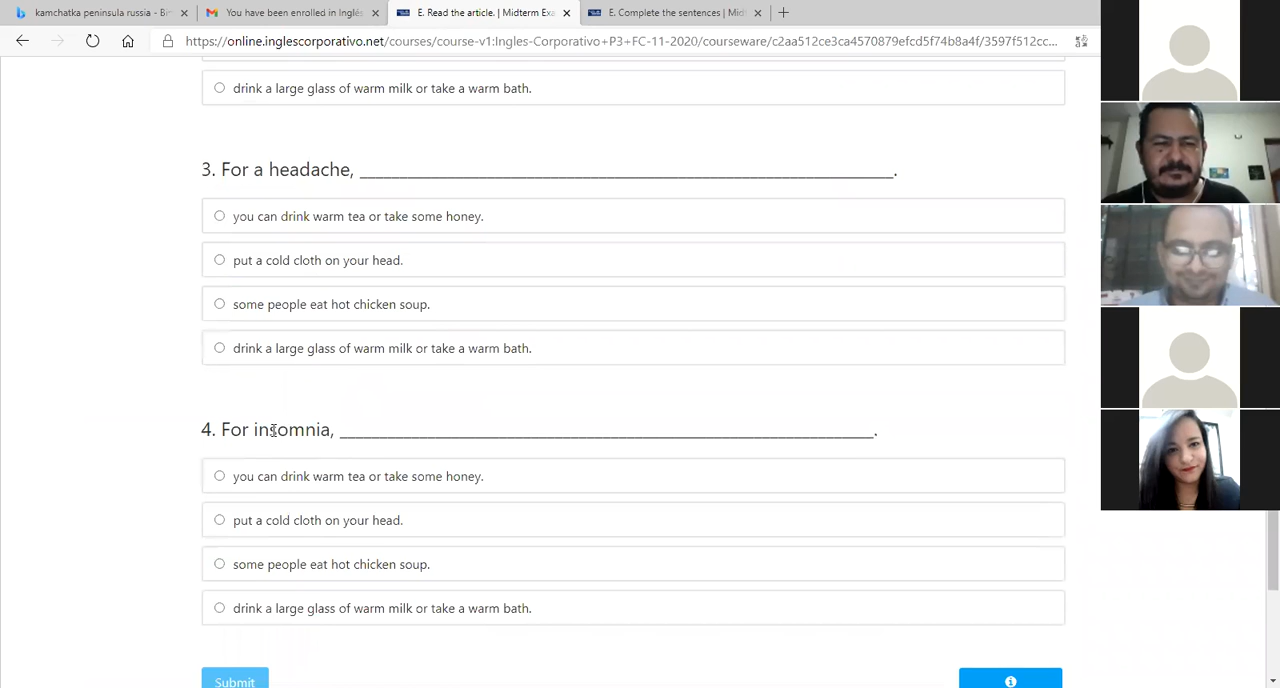 kamchatka peninsula russia - Bi
You have been enrolled in Inglés
E. Read the article. | Midterm Exa
E. Complete the sentences | Mid
https://online.inglescorporativo.net/courses/course-v1:Ingles-Corporativo+P3+FC-11-2020/courseware/c2aa512ce3ca4570879efcd5f74b8a4f/3597f512cc...
drink a large glass of warm milk or take a warm bath.
3. For a headache, ____________________.
you can drink warm tea or take some honey.
put a cold cloth on your head.
some people eat hot chicken soup.
drink a large glass of warm milk or take a warm bath.
4. For insomnia, ____________________.
you can drink warm tea or take some honey.
put a cold cloth on your head.
some people eat hot chicken soup.
drink a large glass of warm milk or take a warm bath.
Submit